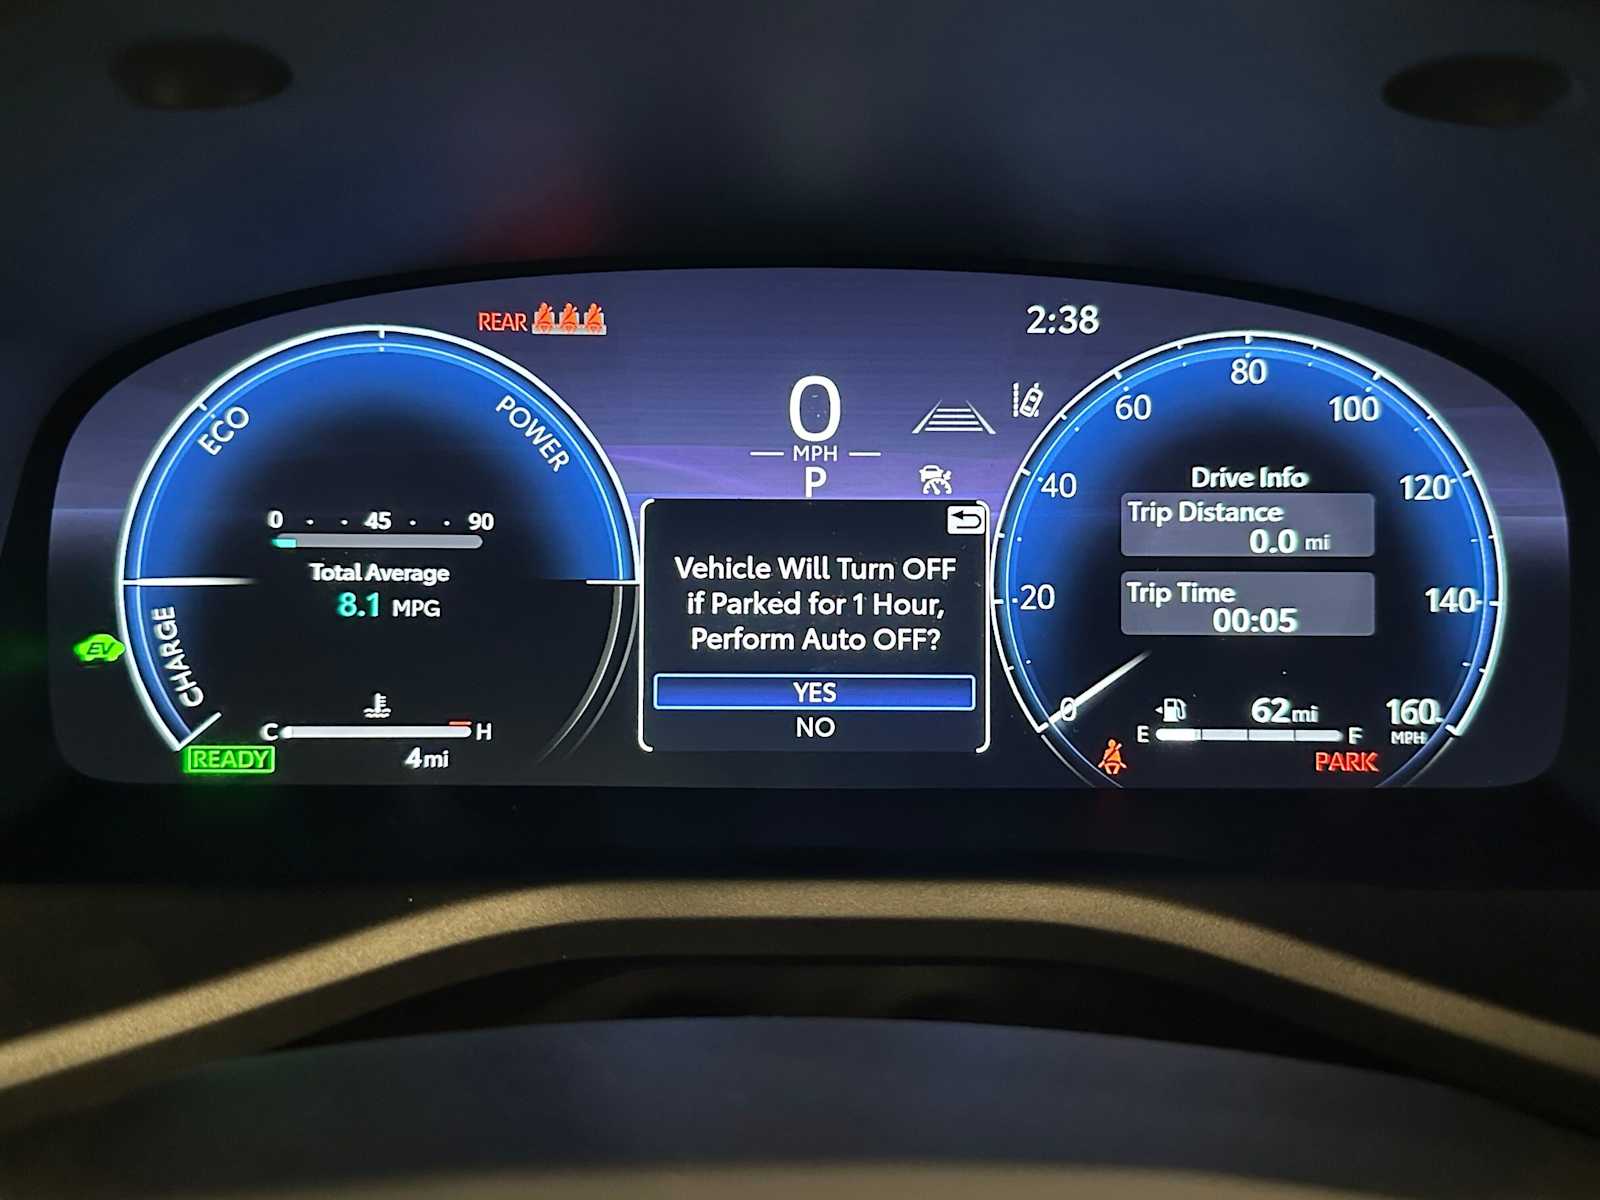 REAR
2:38
0
MPH
P
ECO
POWER
CHARGE
0 45 90
Total Average
8.1 MPG
EV
READY
C H
4mi
Vehicle Will Turn OFF
if Parked for 1 Hour,
Perform Auto OFF?
YES
NO
0
20
40
60
80
100
120
140
160
MPH
Drive Info
Trip Distance
0.0 mi
Trip Time
00:05
62mi
E F
PARK